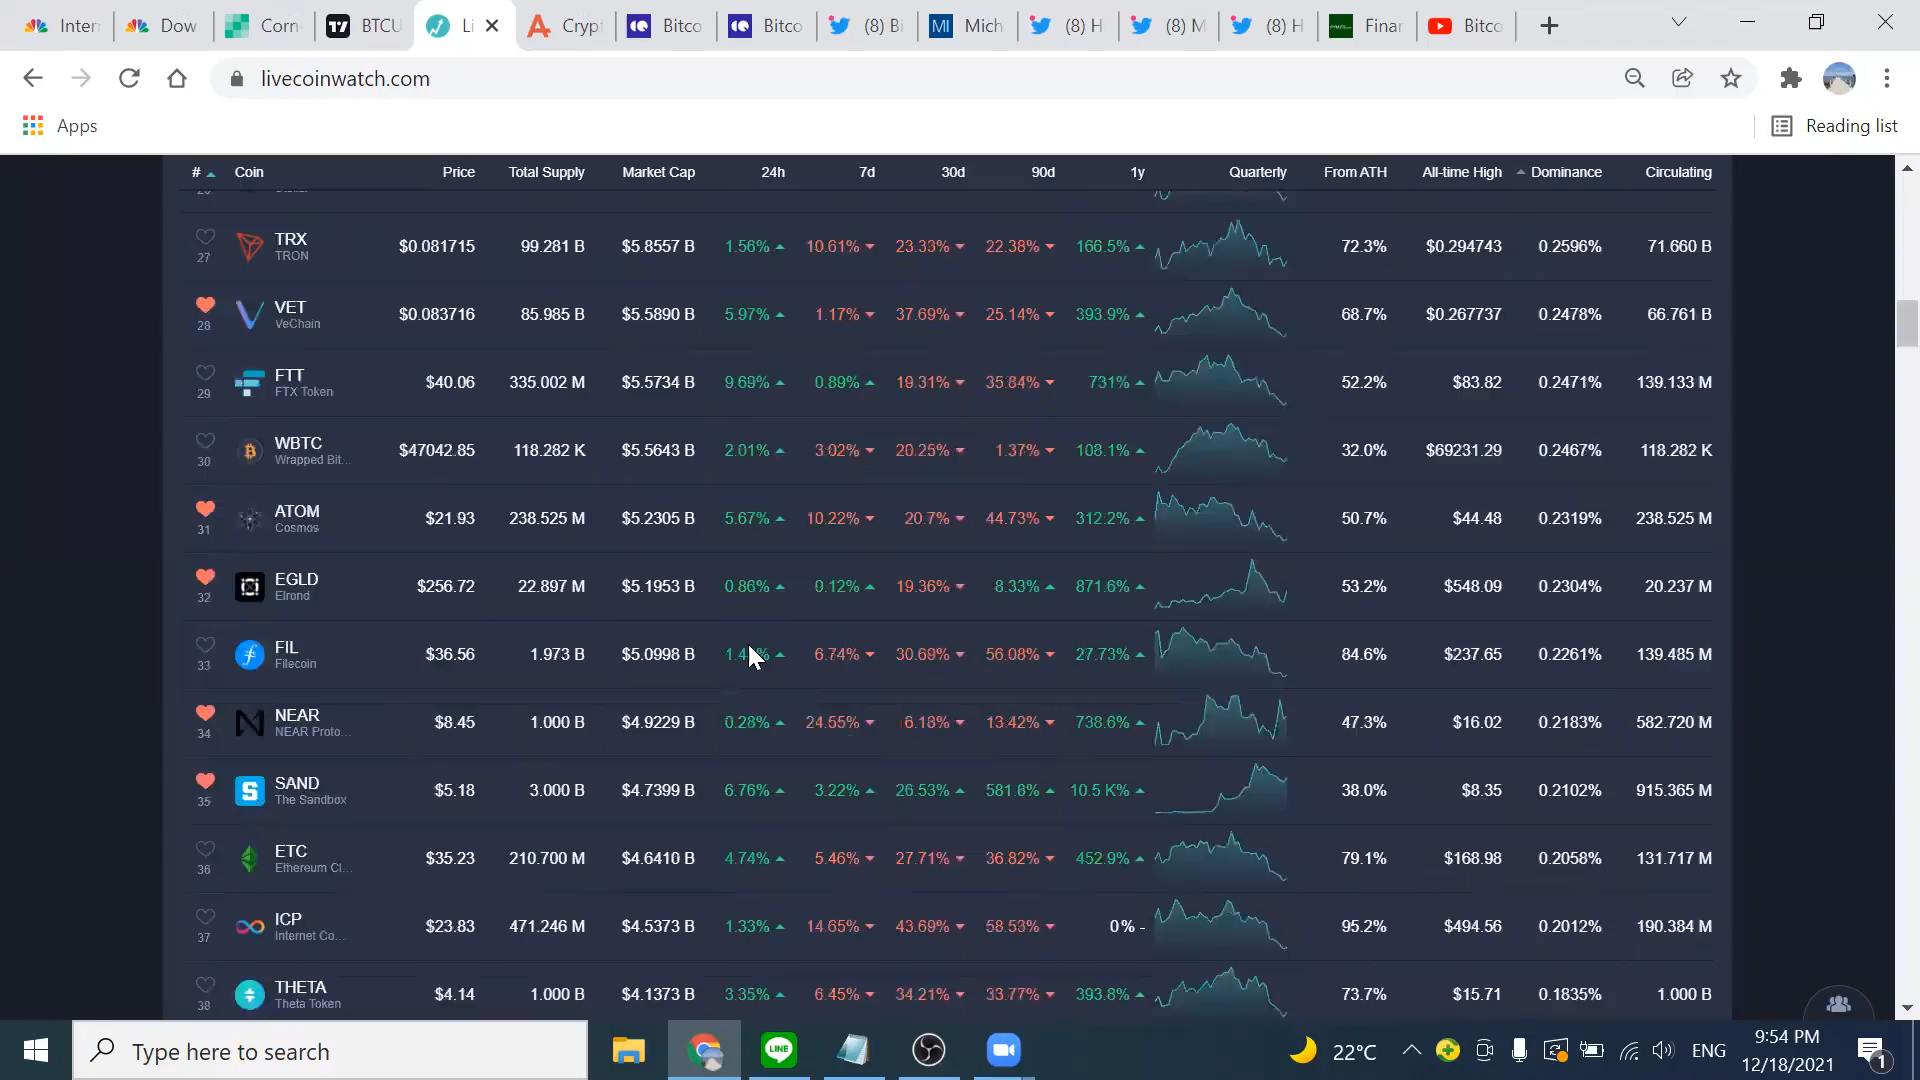 Inter Dow Corn BTCU Li Crypt Bitco Bitco (8) Bi MI Mich (8) H (8) M (8) H Finan Bitco
livecoinwatch.com
Apps Reading list
# Coin Price Total Supply Market Cap 24h 7d 30d 90d 1y Quarterly From ATH All-time High Dominance Circulating
TRX $0.081715 99.281 B $5.8557 B 1.56% 10.61% 23.33% 22.38% 166.5% 72.3% $0.294743 0.2596% 71.660 B
27 TRON
VET $0.083716 85.985 B $5.5890 B 5.97% 1.17% 37.69% 25.14% 393.9% 68.7% $0.267737 0.2478% 66.761 B
28 VeChain
FTT $40.06 335.002 M $5.5734 B 9.69% 0.89% 19.31% 35.84% 731% 52.2% $83.82 0.2471% 139.133 M
29 FTX Token
WBTC $47042.85 118.282 K $5.5643 B 2.01% 3.02% 20.25% 1.37% 108.1% 32.0% $69231.29 0.2467% 118.282 K
30 Wrapped Bit...
ATOM $21.93 238.525 M $5.2305 B 5.67% 10.22% 20.7% 44.73% 312.2% 50.7% $44.48 0.2319% 238.525 M
31 Cosmos
EGLD $256.72 22.897 M $5.1953 B 0.86% 9.12% 19.36% 8.33% 871.6% 53.2% $548.09 0.2304% 20.237 M
32 Elrond
FIL $36.56 1.973 B $5.0998 B 6.74% 30.69% 56.08% 27.73% 84.6% $237.65 0.2261% 139.485 M
33 Filecoin
NEAR $8.45 1.000 B $4.9229 B 0.28% 24.55% 6.18% 13.42% 738.6% 47.3% $16.02 0.2183% 582.720 M
34 NEAR Proto...
SAND $5.18 3.000 B $4.7399 B 6.76% 3.22% 26.53% 581.6% 10.5 K% 38.0% $8.35 0.2102% 915.365 M
35 The Sandbox
ETC $35.23 210.700 M $4.6410 B 4.74% 5.46% 27.71% 36.82% 452.9% 79.1% $168.98 0.2058% 131.717 M
36 Ethereum Cl...
ICP $23.83 471.246 M $4.5373 B 1.33% 14.65% 43.69% 58.53% 0% - 95.2% $494.56 0.2012% 190.384 M
37 Internet Co...
THETA $4.14 1.000 B $4.1373 B 3.35% 6.45% 34.21% 33.77% 393.8% 73.7% $15.71 0.1835% 1.000 B
38 Theta Token
Type here to search LINE 22°C ENG 9:54 PM
12/18/2021 1